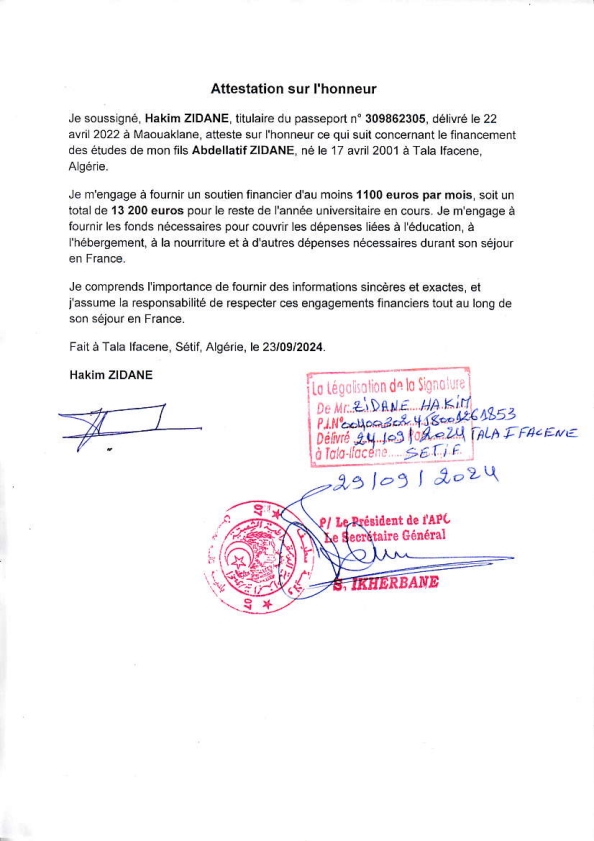 Attestation sur l'honneur
Je soussigné, Hakim ZIDANE, titulaire du passeport n° 309862305, délivré le 22
avril 2022 à Maouaklane, atteste sur l'honneur ce qui suit concernant le financement
des études de mon fils Abdellatif ZIDANE, né le 17 avril 2001 à Tala Ifacene,
Algérie.
Je m'engage à fournir un soutien financier d'au moins 1100 euros par mois, soit un
total de 13 200 euros pour le reste de l'année universitaire en cours. Je m'engage à
fournir les fonds nécessaires pour couvrir les dépenses liées à l'éducation, à
l'hébergement, à la nourriture et à d'autres dépenses nécessaires durant son séjour
en France.
Je comprends l'importance de fournir des informations sincères et exactes, et
j'assume la responsabilité de respecter ces engagements financiers tout au long de
son séjour en France.
Fait à Tala Ifacene, Sétif, Algérie, le 23/09/2024.
Hakim ZIDANE
La Légalisation de la Signature
De Mr: ZIDANE HAKIM
P.I.N°
Délivré 24/09/2024 TALA IFACENE
à Tala-Ifacene SETIF
29/09/2024
P/ Le Président de l'APC
Le Secrétaire Général
S. IKHERBANE
07
07